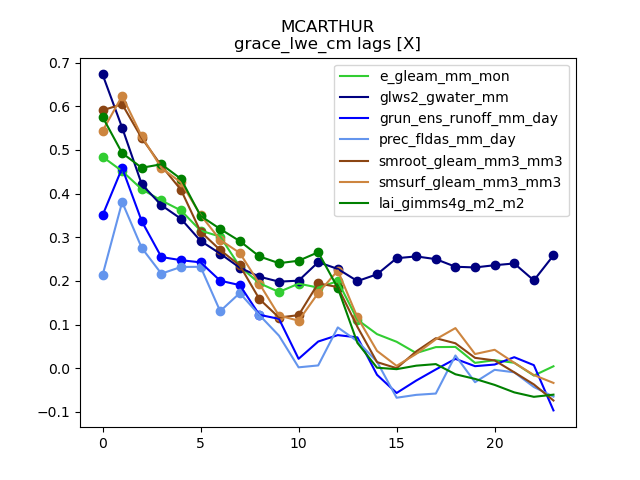 MCARTHUR
grace_lwe_cm lags [X]
0.7
0.6
0.5
0.4
0.3
0.2
0.1
0.0
−0.1
0
5
10
15
20
e_gleam_mm_mon
glws2_gwater_mm
grun_ens_runoff_mm_day
prec_fldas_mm_day
smroot_gleam_mm3_mm3
smsurf_gleam_mm3_mm3
lai_gimms4g_m2_m2